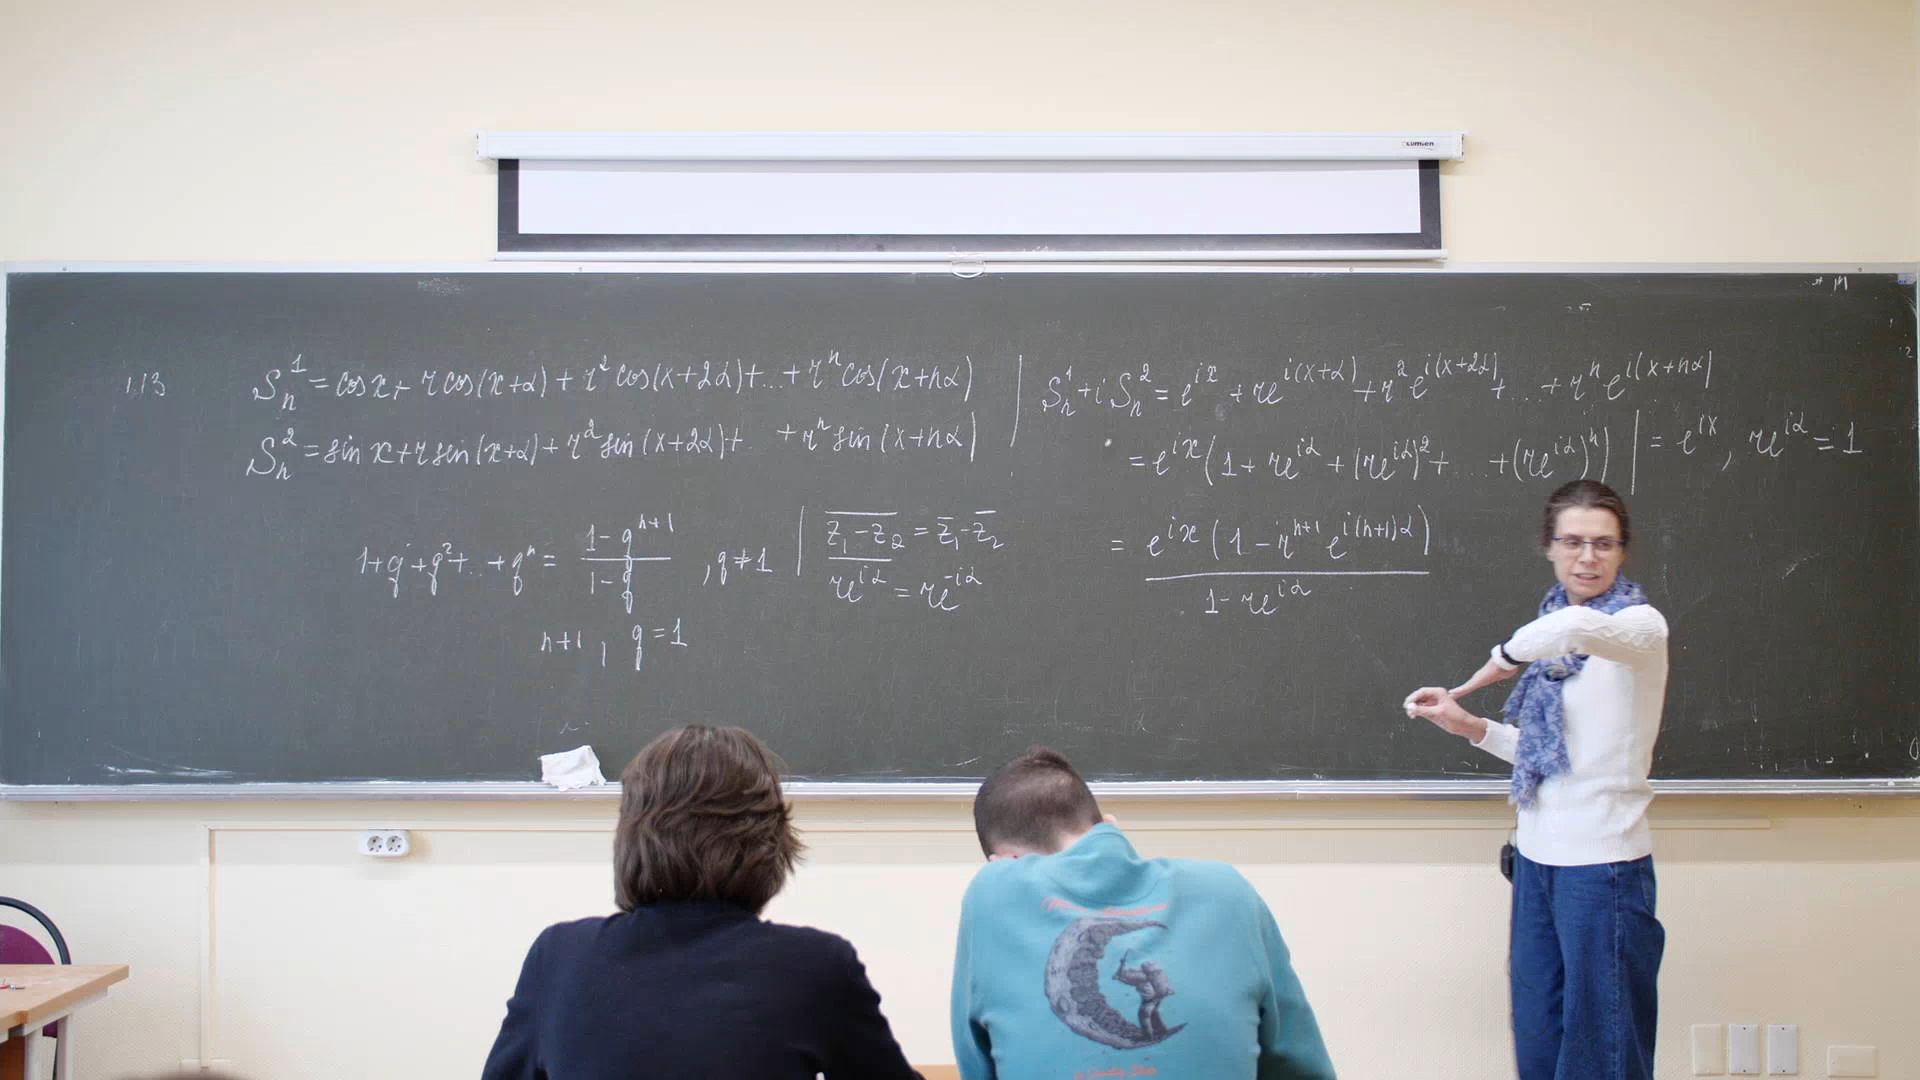 Lumien
1.13
S_n^1 = cos x + r cos(x+α) + r^2 cos(x+2α) + ... + r^n cos(x+nα)
S_n^2 = sin x + r sin(x+α) + r^2 sin(x+2α) + ... + r^n sin(x+nα)
1+q+q^2+...+q^n = (1-q^{n+1})/(1-q), q≠1
n+1, q=1
\overline{z_1-z_2} = \overline{z_1} - \overline{z_2}
\overline{re^{iα}} = re^{-iα}
S_n^1 + i S_n^2 = e^{ix} + re^{i(x+α)} + r^2 e^{i(x+2α)} + ... + r^n e^{i(x+nα)}
= e^{ix}(1 + re^{iα} + (re^{iα})^2 + ... + (re^{iα})^n) | = e^{ix}, re^{iα} = 1
= e^{ix}(1 - r^{n+1} e^{i(n+1)α}) / (1 - re^{iα})